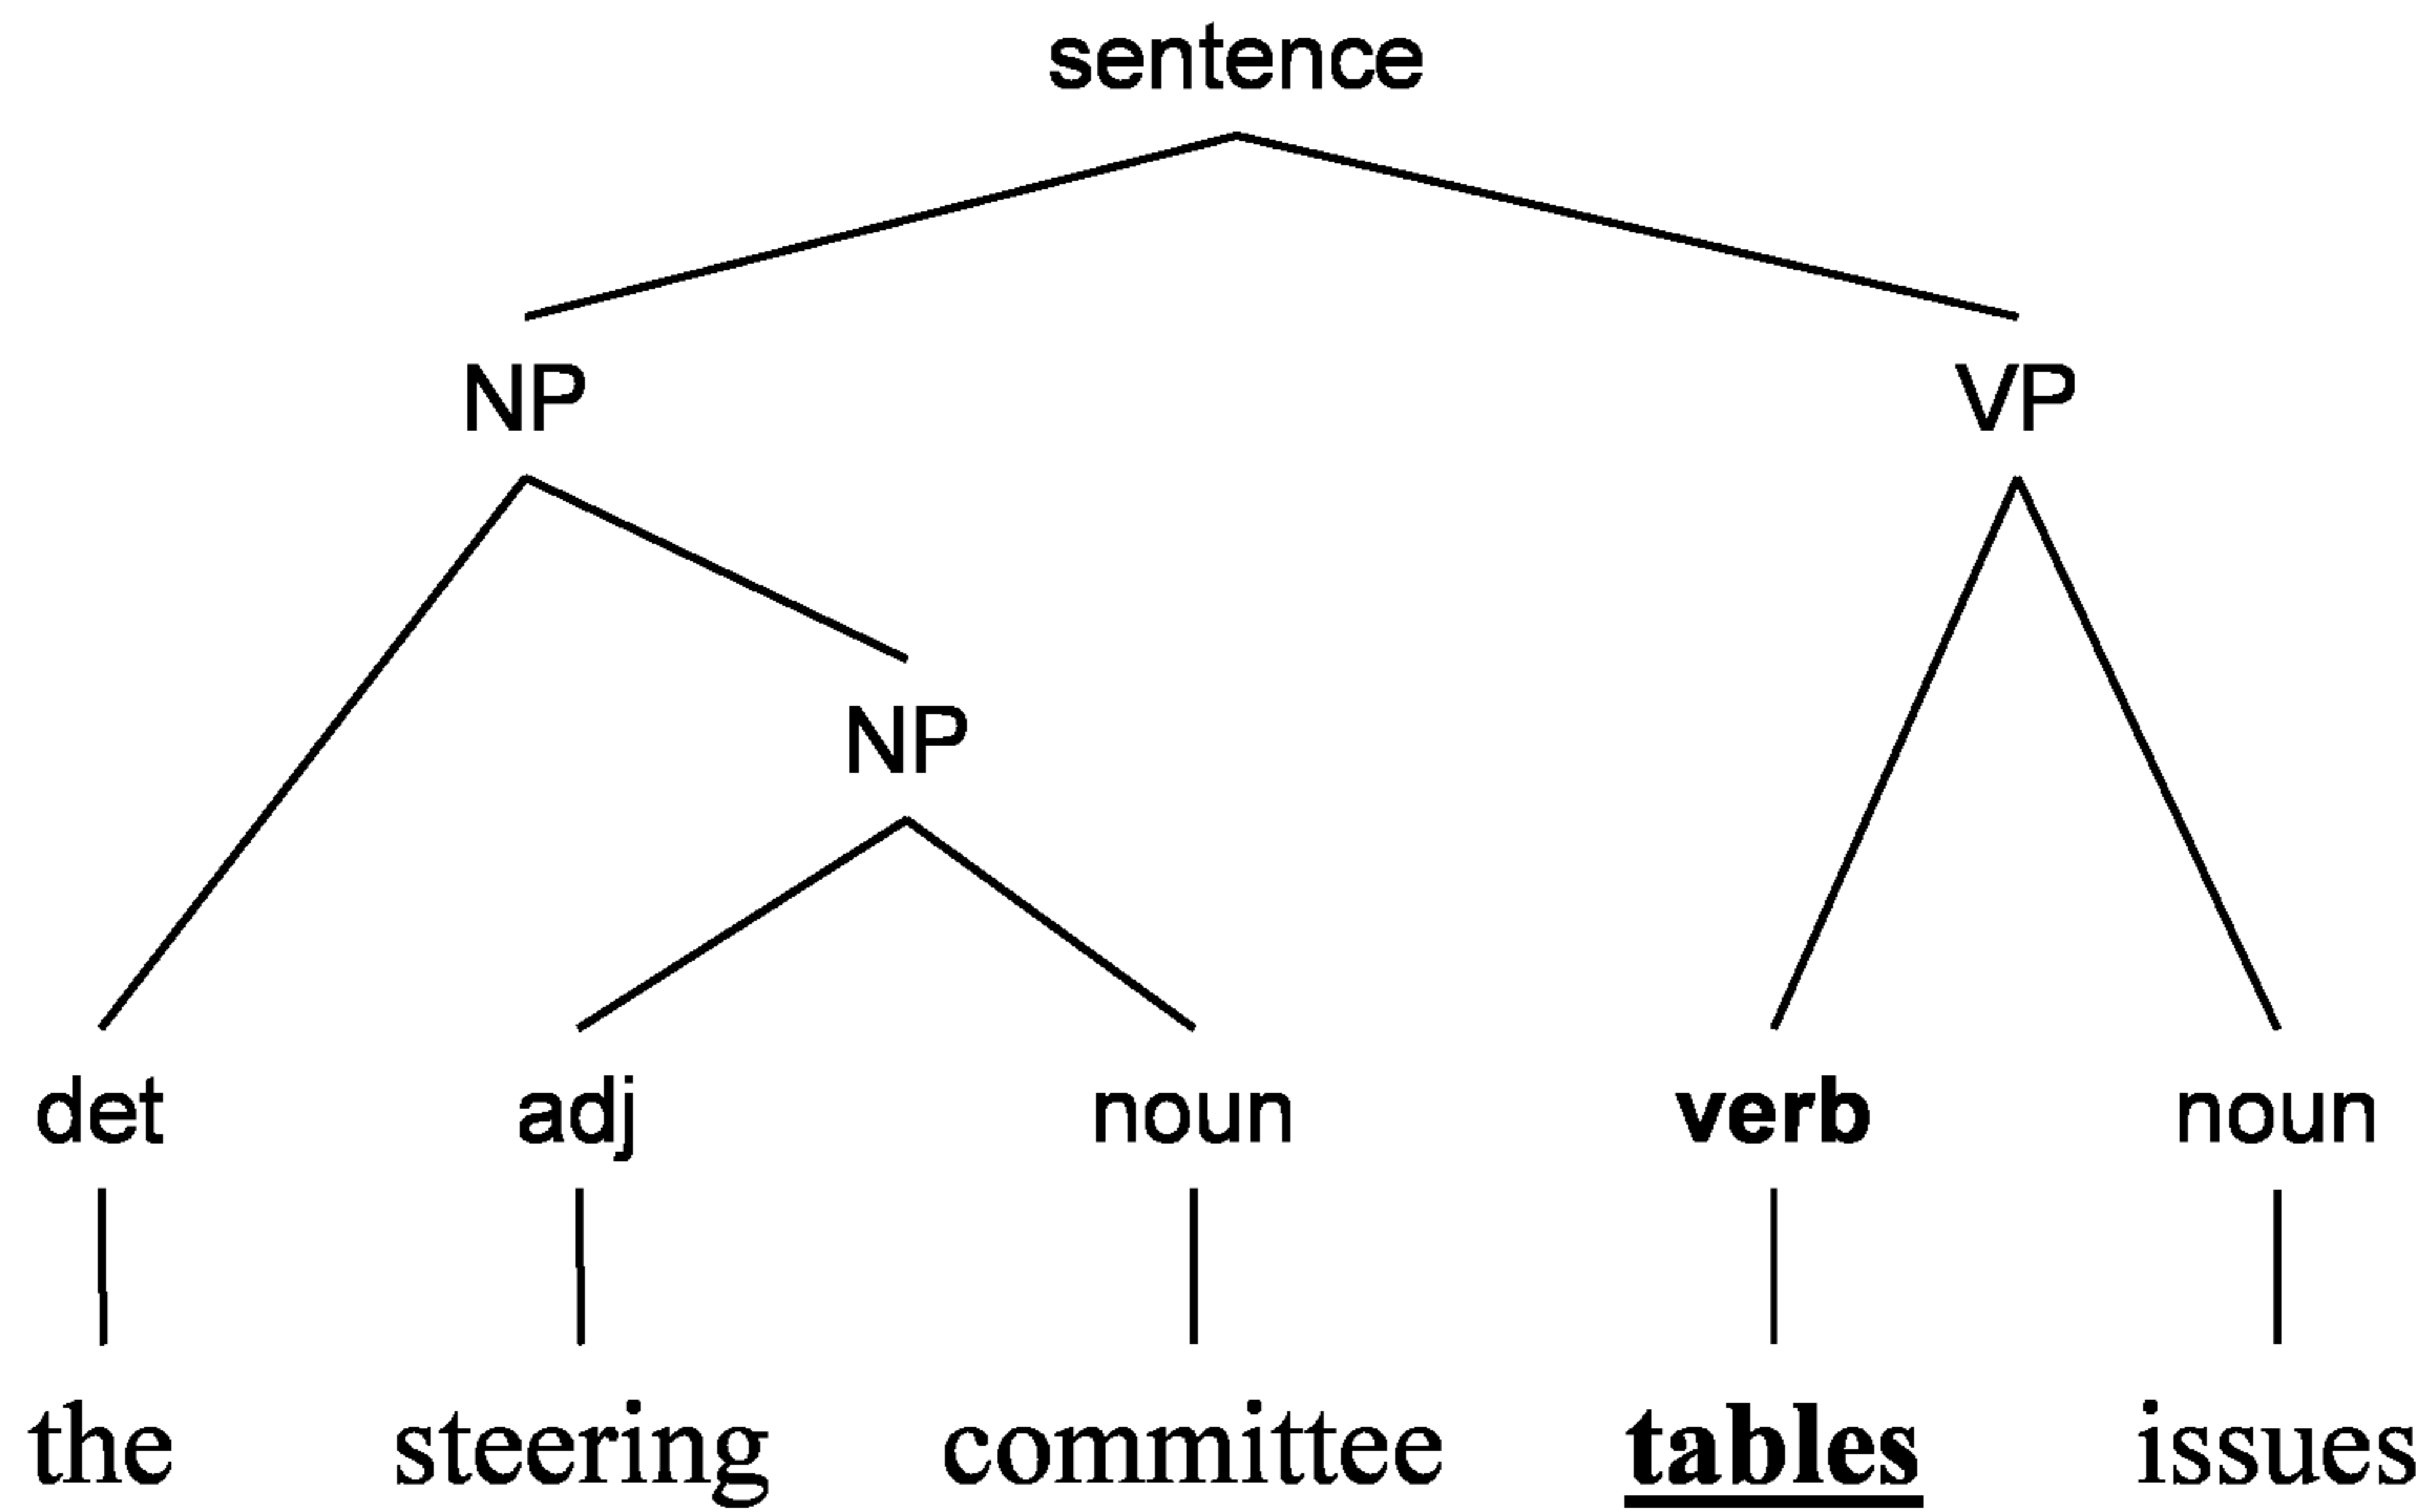 sentence
NP VP
NP
det adj noun verb noun
the steering committee tables issues